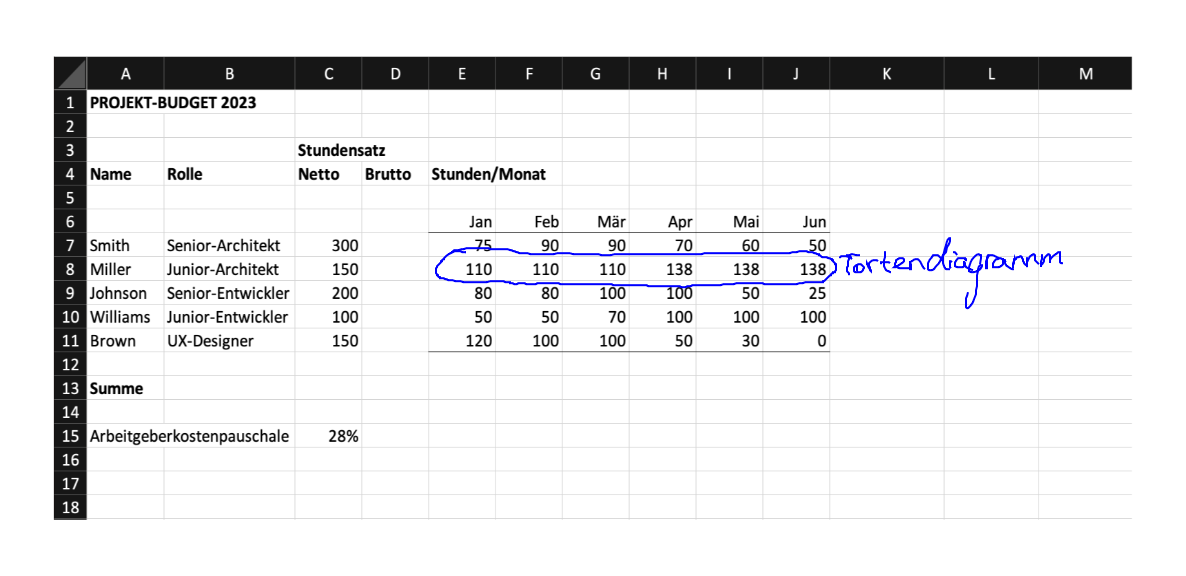 A B C D E F G H I J K L M
1 PROJEKT-BUDGET 2023
2
3 Stundensatz
4 Name Rolle Netto Brutto Stunden/Monat
5
6 Jan Feb Mär Apr Mai Jun
7 Smith Senior-Architekt 300 75 90 90 70 60 50
8 Miller Junior-Architekt 150 110 110 110 138 138 138 Tortendiagramm
9 Johnson Senior-Entwickler 200 80 80 100 100 50 25
10 Williams Junior-Entwickler 100 50 50 70 100 100 100
11 Brown UX-Designer 150 120 100 100 50 30 0
12
13 Summe
14
15 Arbeitgeberkostenpauschale 28%
16
17
18